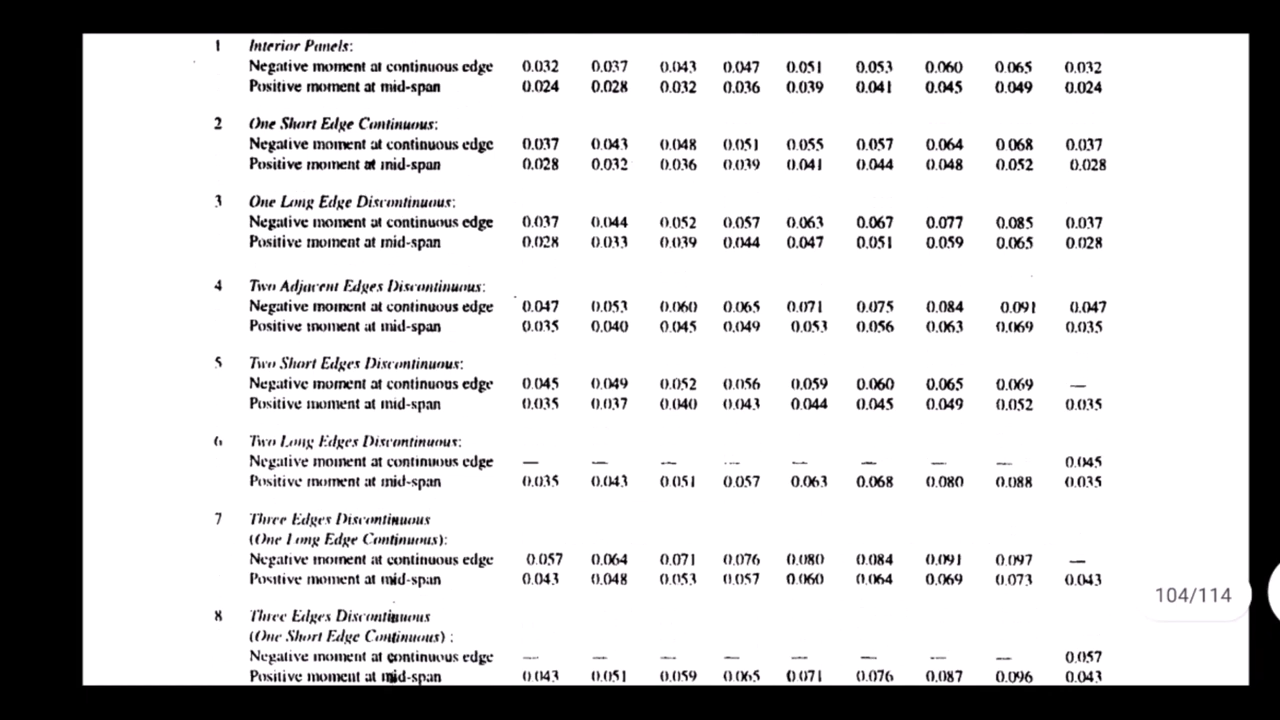 1 Interior Panels:
Negative moment at continuous edge 0.032 0.037 0.043 0.047 0.051 0.053 0.060 0.065 0.032
Positive moment at mid-span 0.024 0.028 0.032 0.036 0.039 0.041 0.045 0.049 0.024
2 One Short Edge Continuous:
Negative moment at continuous edge 0.037 0.043 0.048 0.051 0.055 0.057 0.064 0.068 0.037
Positive moment at mid-span 0.028 0.032 0.036 0.039 0.041 0.044 0.048 0.052 0.028
3 One Long Edge Discontinuous:
Negative moment at continuous edge 0.037 0.044 0.052 0.057 0.063 0.067 0.077 0.085 0.037
Positive moment at mid-span 0.028 0.033 0.039 0.044 0.047 0.051 0.059 0.065 0.028
4 Two Adjacent Edges Discontinuous:
Negative moment at continuous edge 0.047 0.053 0.060 0.065 0.071 0.075 0.084 0.091 0.047
Positive moment at mid-span 0.035 0.040 0.045 0.049 0.053 0.056 0.063 0.069 0.035
5 Two Short Edges Discontinuous:
Negative moment at continuous edge 0.045 0.049 0.052 0.056 0.059 0.060 0.065 0.069 —
Positive moment at mid-span 0.035 0.037 0.040 0.043 0.044 0.045 0.049 0.052 0.035
6 Two Long Edges Discontinuous:
Negative moment at continuous edge — — — — — — — — 0.045
Positive moment at mid-span 0.035 0.043 0.051 0.057 0.063 0.068 0.080 0.088 0.035
7 Three Edges Discontinuous
(One Long Edge Continuous):
Negative moment at continuous edge 0.057 0.064 0.071 0.076 0.080 0.084 0.091 0.097 —
Positive moment at mid-span 0.043 0.048 0.053 0.057 0.060 0.064 0.069 0.073 0.043
104/114
8 Three Edges Discontinuous
(One Short Edge Continuous) :
Negative moment at continuous edge — — — — — — — — 0.057
Positive moment at mid-span 0.043 0.051 0.059 0.065 0.071 0.076 0.087 0.096 0.043